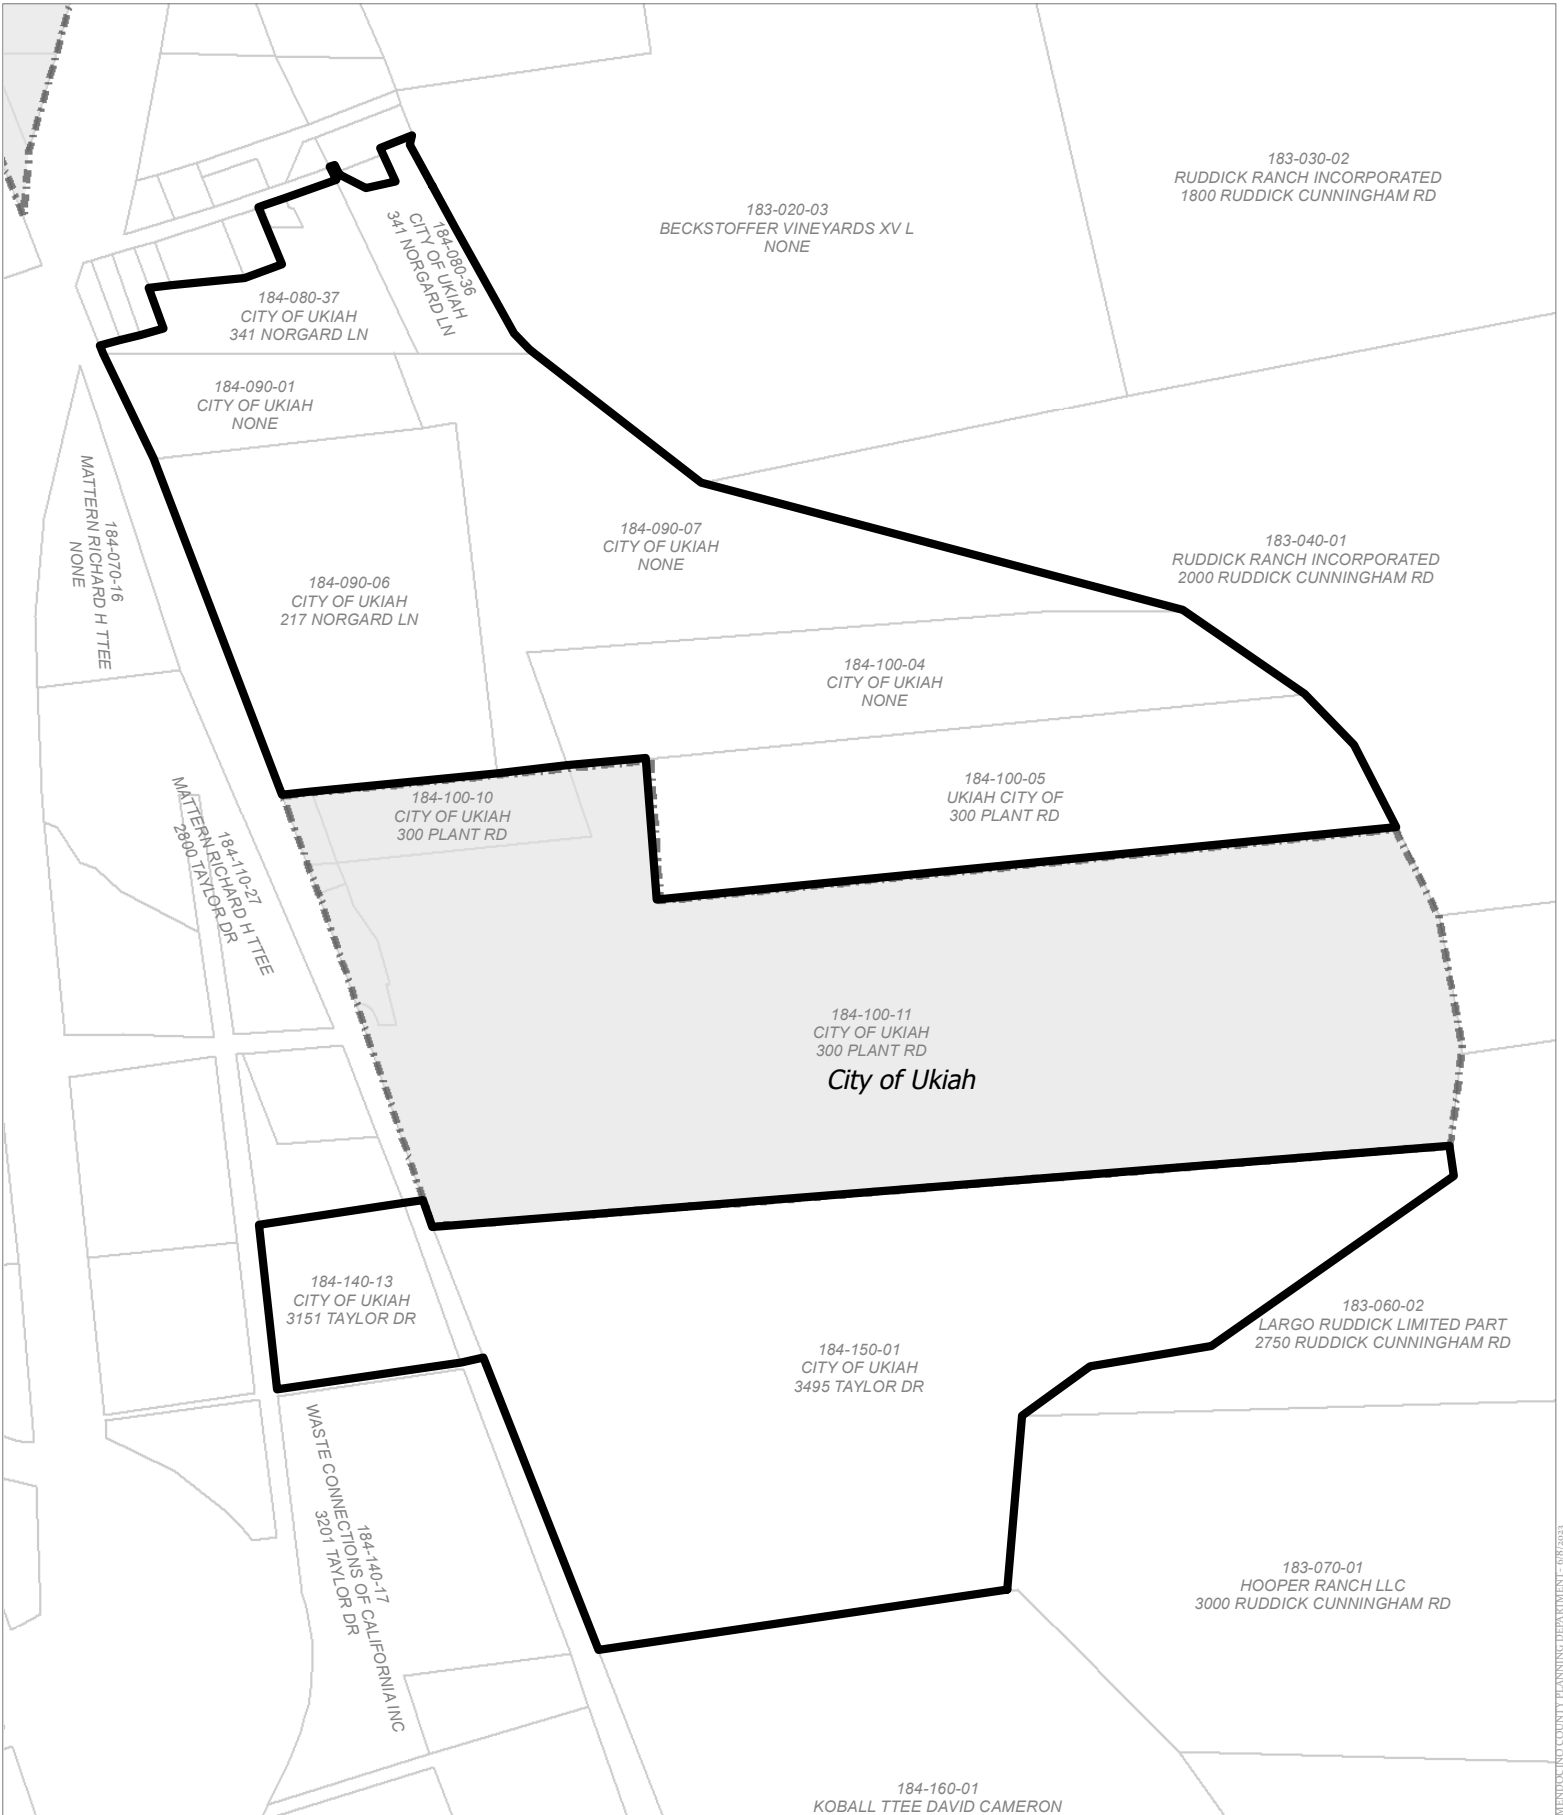 183-030-02
RUDDICK RANCH INCORPORATED
1800 RUDDICK CUNNINGHAM RD
183-020-03
BECKSTOFFER VINEYARDS XV L
NONE
184-080-36
CITY OF UKIAH
341 NORGARD LN
184-080-37
CITY OF UKIAH
341 NORGARD LN
184-090-01
CITY OF UKIAH
NONE
184-070-16
MATTERN RICHARD H TTEE
NONE
184-090-07
CITY OF UKIAH
NONE
183-040-01
RUDDICK RANCH INCORPORATED
2000 RUDDICK CUNNINGHAM RD
184-090-06
CITY OF UKIAH
217 NORGARD LN
184-100-04
CITY OF UKIAH
NONE
184-100-05
UKIAH CITY OF
300 PLANT RD
184-100-10
CITY OF UKIAH
300 PLANT RD
184-110-27
MATTERN RICHARD H TTEE
2800 TAYLOR DR
184-100-11
CITY OF UKIAH
300 PLANT RD
City of Ukiah
184-140-13
CITY OF UKIAH
3151 TAYLOR DR
183-060-02
LARGO RUDDICK LIMITED PART
2750 RUDDICK CUNNINGHAM RD
184-150-01
CITY OF UKIAH
3495 TAYLOR DR
184-140-17
WASTE CONNECTIONS OF CALIFORNIA INC
3201 TAYLOR DR
183-070-01
HOOPER RANCH LLC
3000 RUDDICK CUNNINGHAM RD
184-160-01
KOBALL TTEE DAVID CAMERON
MENDOCINO COUNTY PLANNING DEPARTMENT - 6/8/2023